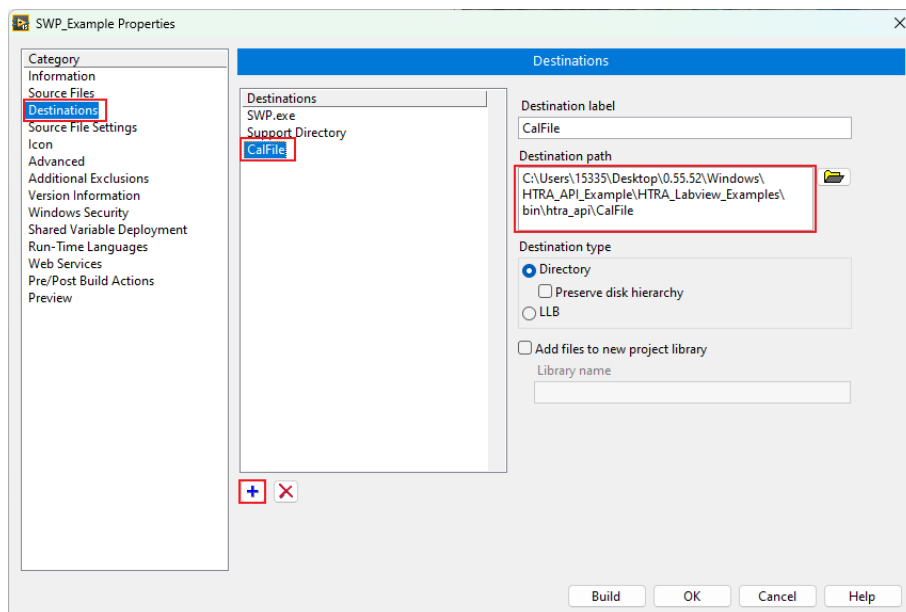 SWP_Example Properties
Category
Information
Source Files
Destinations
Source File Settings
Icon
Advanced
Additional Exclusions
Version Information
Windows Security
Shared Variable Deployment
Run-Time Languages
Web Services
Pre/Post Build Actions
Preview
Destinations
Destinations
SWP.exe
Support Directory
CalFile
Destination label
CalFile
Destination path
C:\Users\15335\Desktop\0.55.52\Windows\
HTRA_API_Example\HTRA_Labview_Examples\
bin\htra_api\CalFile
Destination type
Directory
Preserve disk hierarchy
LLB
Add files to new project library
Library name
Build
OK
Cancel
Help